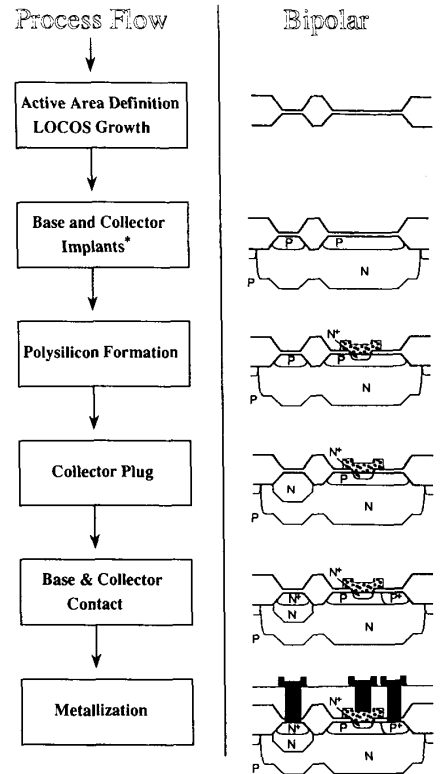 Process Flow
Bipolar
Active Area Definition
LOCOS Growth
Base and Collector
Implants*
P
P
N
P
Polysilicon Formation
N+
P
P
N
P
Collector Plug
N+
P
N
N
P
Base & Collector
Contact
N+
N+
P
P+
N
N
P
Metallization
N+
N+
P
P+
N
N
P